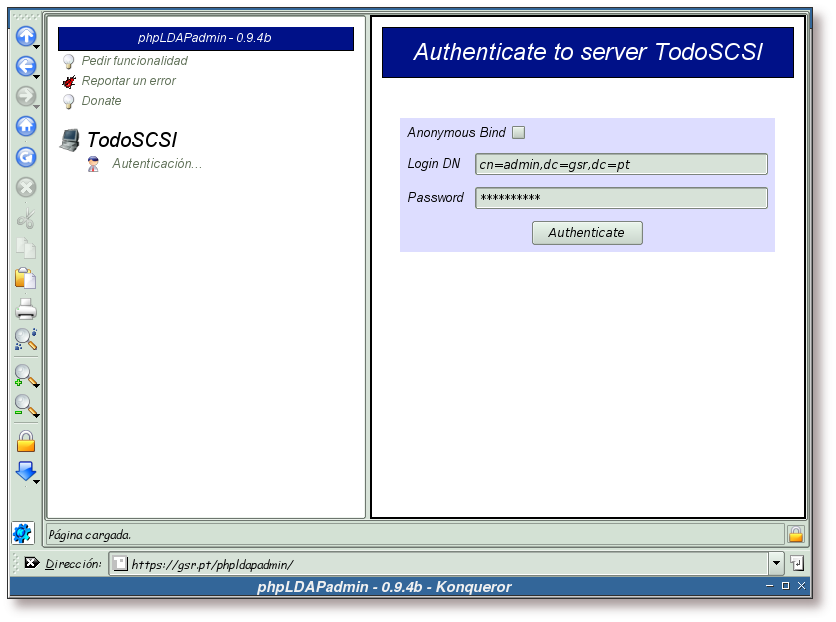 phpLDAPadmin - 0.9.4b
Pedir funcionalidad
Reportar un error
Donate
TodoSCSI
Autenticación...
Authenticate to server TodoSCSI
Anonymous Bind
Login DN cn=admin,dc=gsr,dc=pt
Password **********
Authenticate
Página cargada.
Dirección: https://gsr.pt/phpldapadmin/
phpLDAPadmin - 0.9.4b - Konqueror